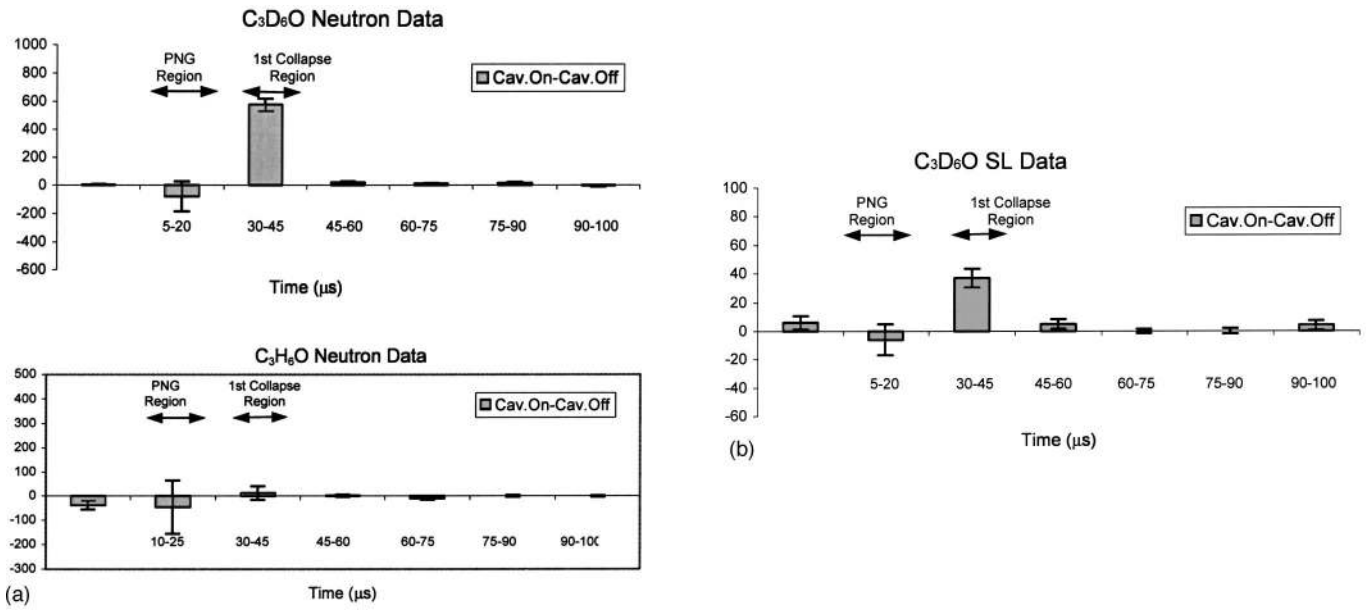 C₃D₆O Neutron Data
1000
800
600
400
200
0
-200
-400
-600
PNG
Region
1st Collapse
Region
Cav.On-Cav.Off
5-20 30-45 45-60 60-75 75-90 90-100
Time (μs)
C₃H₆O Neutron Data
500
400
300
200
100
0
-100
-200
-300
PNG
Region
1st Collapse
Region
Cav.On-Cav.Off
10-25 30-45 45-60 60-75 75-90 90-100
Time (μs)
(a)
C₃D₆O SL Data
100
80
60
40
20
0
-20
-40
-60
PNG
Region
1st Collapse
Region
Cav.On-Cav.Off
5-20 30-45 45-60 60-75 75-90 90-100
Time (μs)
(b)